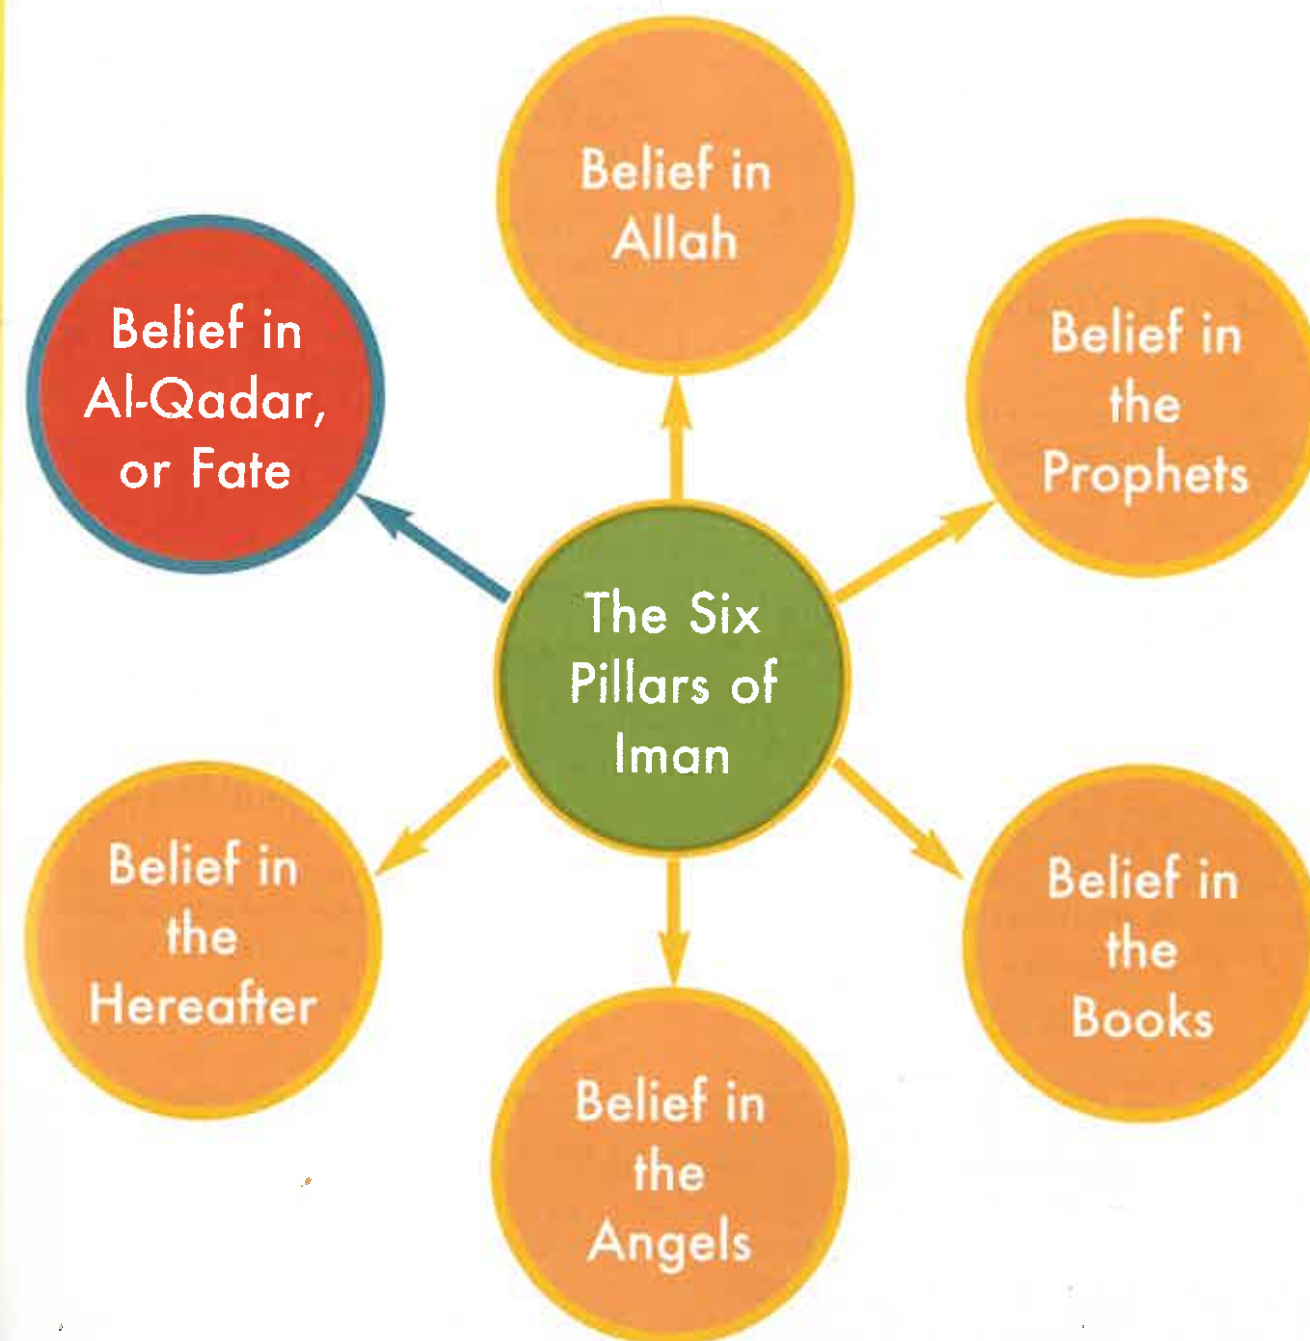 The Six
Pillars of
Iman
Belief in
Allah
Belief in
the
Prophets
Belief in
the
Books
Belief in
the
Angels
Belief in
the
Hereafter
Belief in
Al-Qadar,
or Fate